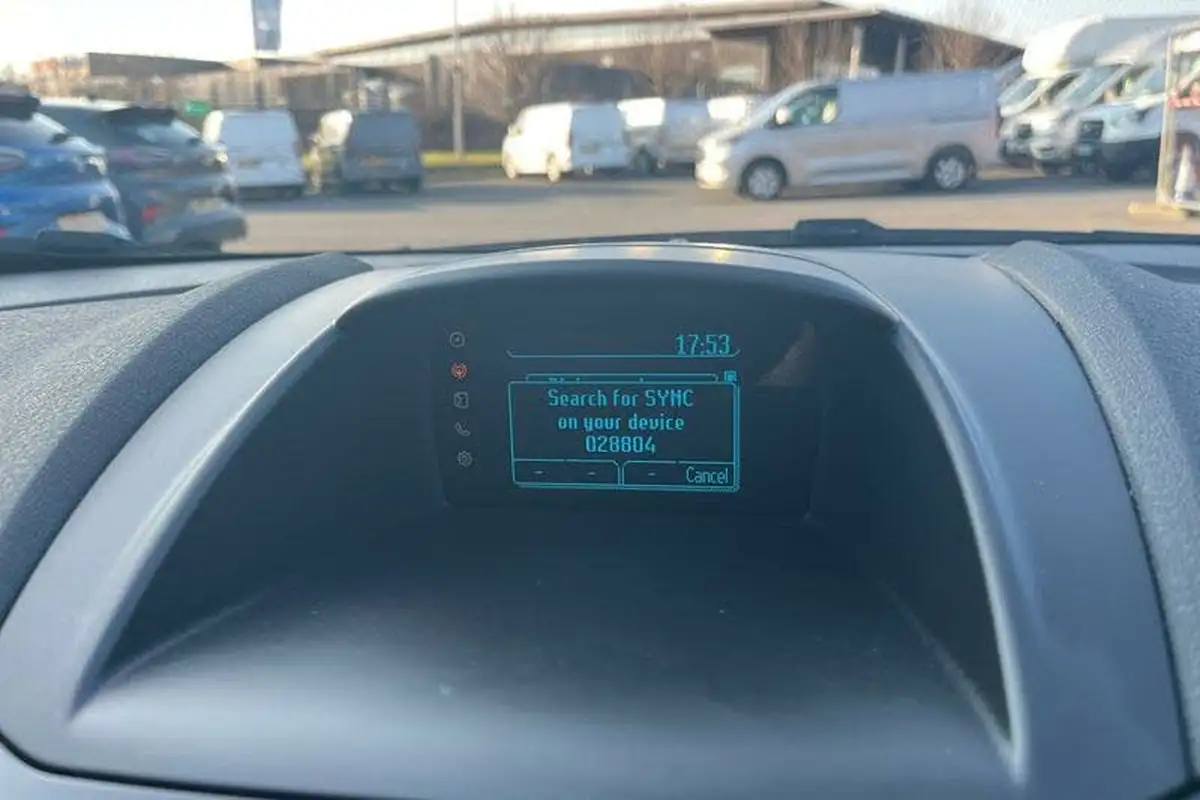 17:53
Search for SYNC
on your device
028804
Cancel